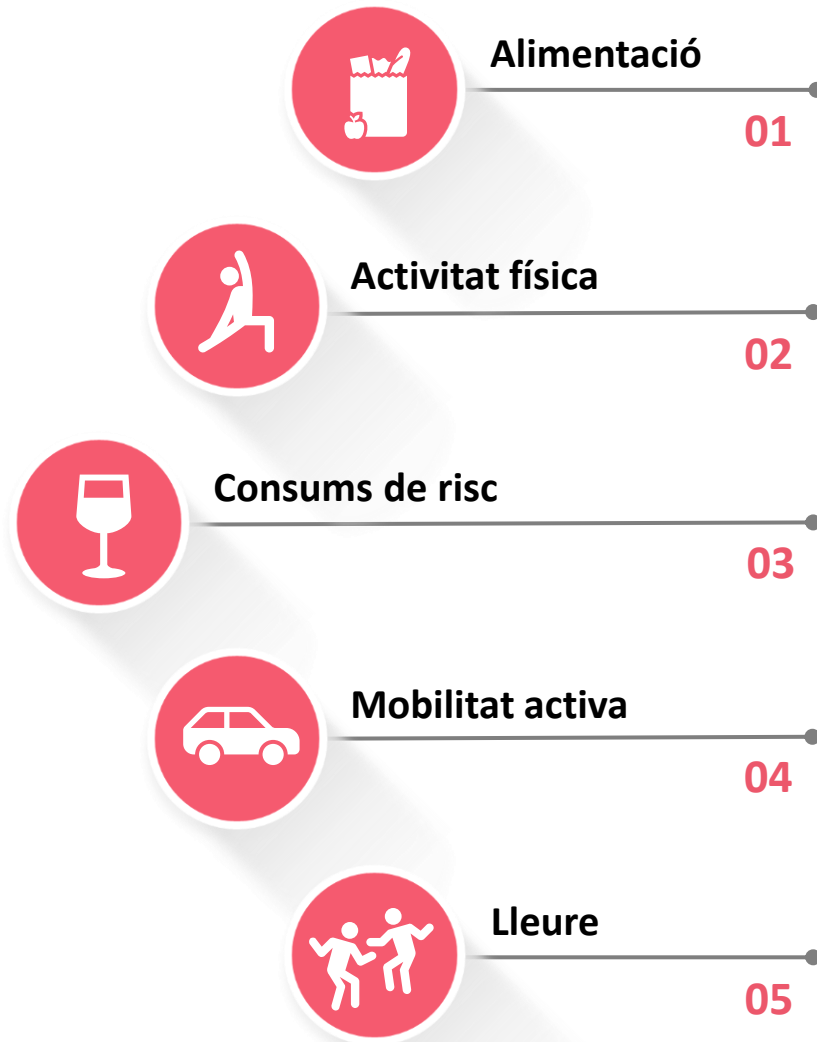 Alimentació
01
Activitat física
02
Consums de risc
03
Mobilitat activa
04
Lleure
05